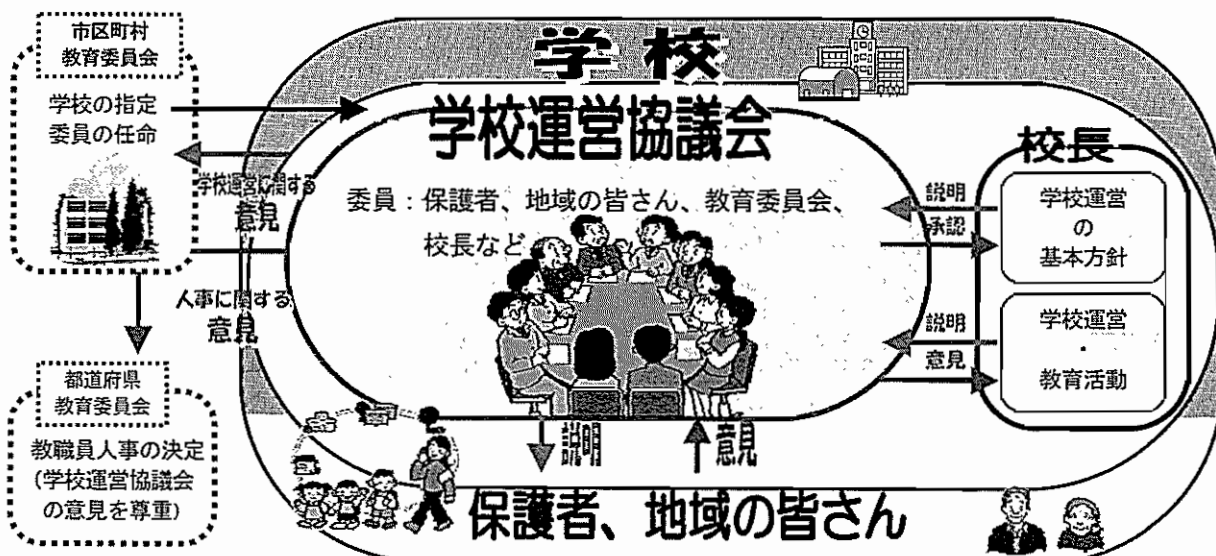 市区町村
教育委員会
学校の指定
委員の任命
学校運営に関する
意見
人事に関する
意見
都道府県
教育委員会
教職員人事の決定
(学校運営協議会
の意見を尊重)
学校
学校運営協議会
委員：保護者、地域の皆さん、教育委員会、
校長など
校長
説明
承認
学校運営
の
基本方針
説明
意見
学校運営
・
教育活動
説明
意見
保護者、地域の皆さん